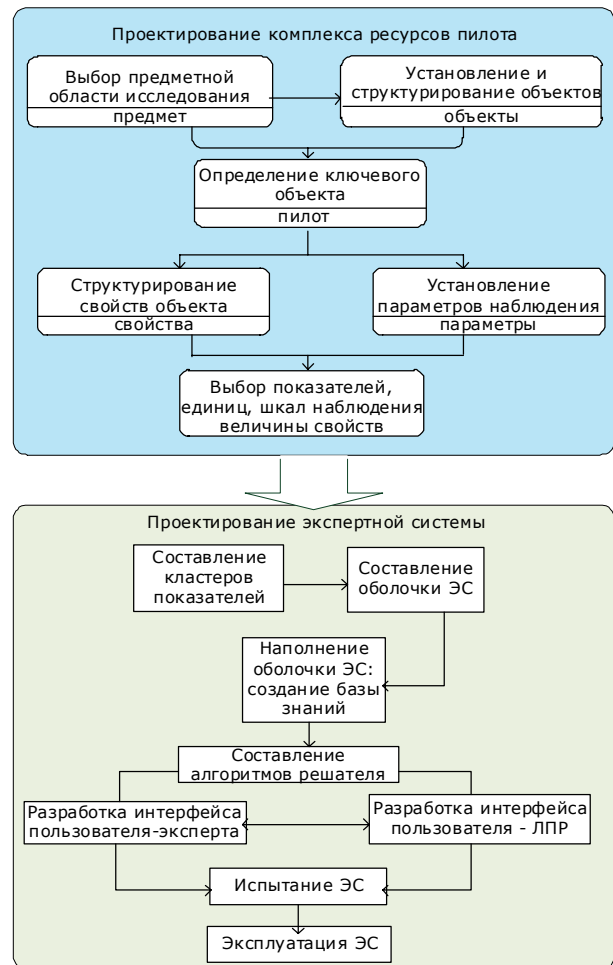 Проектирование комплекса ресурсов пилота
Выбор предметной
области исследования
предмет
Установление и
структурирование объектов
объекты
Определение ключевого
объекта
пилот
Структурирование
свойств объекта
свойства
Установление
параметров наблюдения
параметры
Выбор показателей,
единиц, шкал наблюдения
величины свойств
Проектирование экспертной системы
Составление
кластеров
показателей
Составление
оболочки ЭС
Наполнение
оболочки ЭС:
создание базы
знаний
Составление
алгоритмов решателя
Разработка интерфейса
пользователя-эксперта
Разработка интерфейса
пользователя - ЛПР
Испытание ЭС
Эксплуатация ЭС